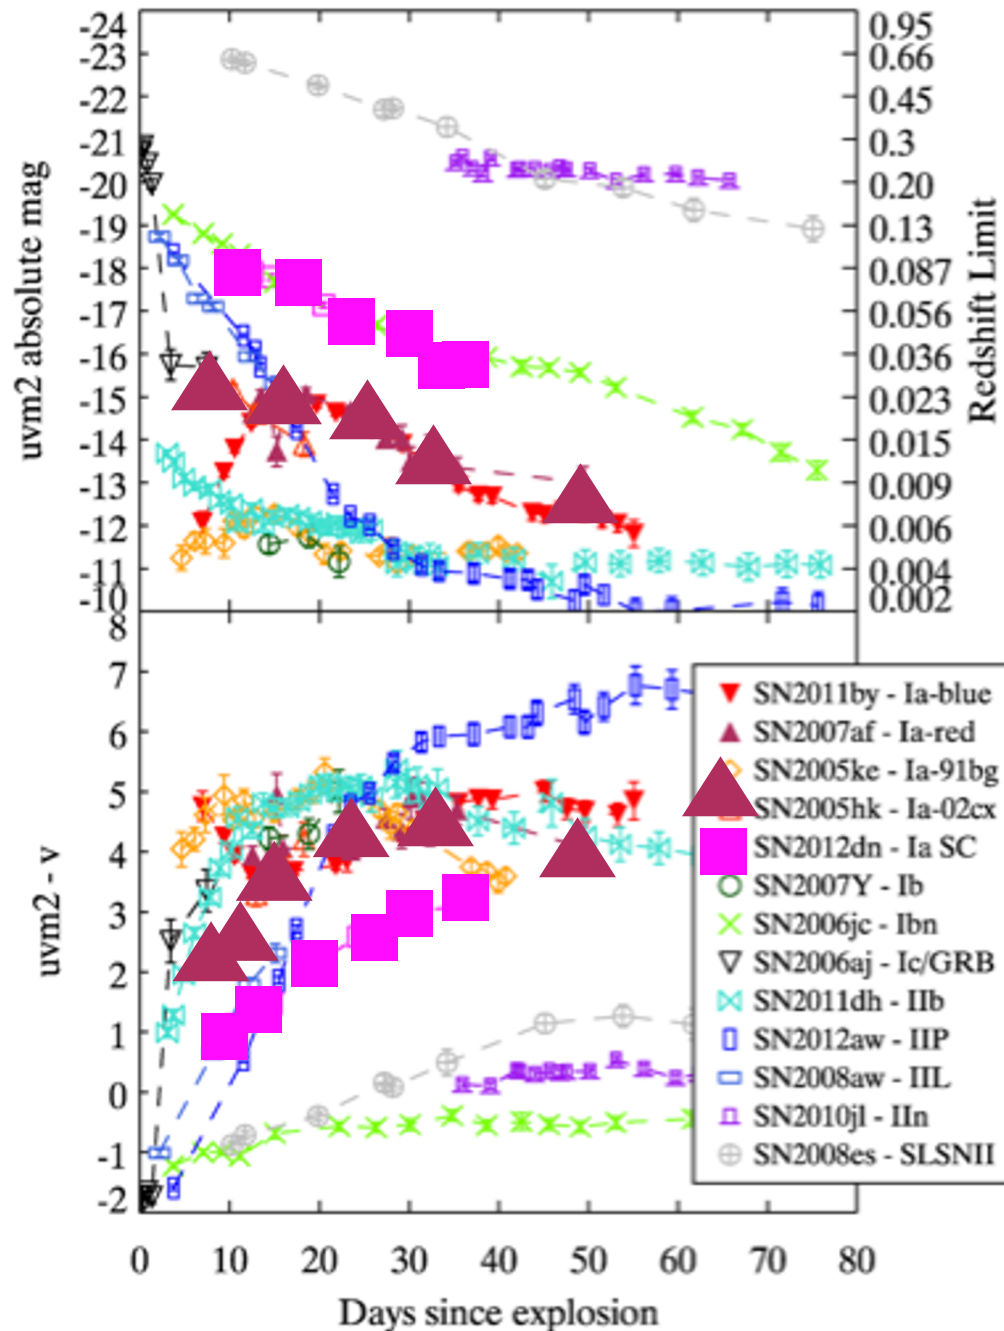 -24
-23
-22
-21
-20
-19
-18
-17
-16
-15
-14
-13
-12
-11
-10
uvm2 absolute mag
0.95
0.66
0.45
0.3
0.20
0.13
0.087
0.056
0.036
0.023
0.015
0.009
0.006
0.004
0.002
Redshift Limit
8
7
6
5
4
3
2
1
0
-1
-2
uvm2 - v
SN2011by - Ia-blue
SN2007af - Ia-red
SN2005ke - Ia-91bg
SN2005hk - Ia-02cx
SN2012dn - Ia SC
SN2007Y - Ib
SN2006jc - Ibn
SN2006aj - Ic/GRB
SN2011dh - IIb
SN2012aw - IIP
SN2008aw - IIL
SN2010jl - IIn
SN2008es - SLSNII
0 10 20 30 40 50 60 70 80
Days since explosion